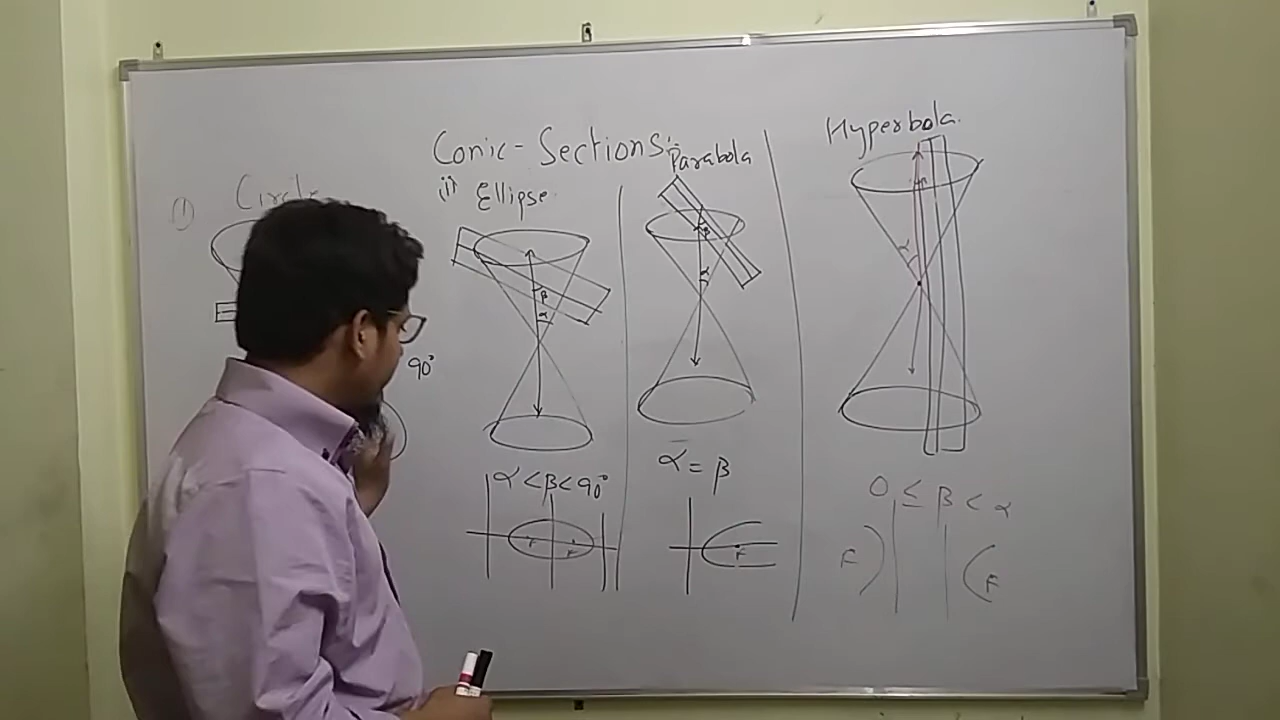 Conic-Sections:-
(i) Circle
90°
(ii) Ellipse
β
α
α < β < 90°
F F
Parabola
β
α
α = β
F
Hyperbola
α
0 ≤ β < α
F F